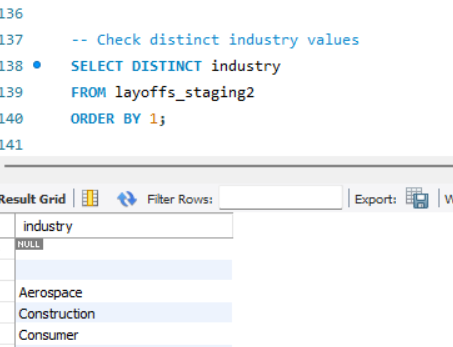 136
137 -- Check distinct industry values
138 SELECT DISTINCT industry
139 FROM layoffs_staging2
140 ORDER BY 1;
141
Result Grid Filter Rows: Export: W
industry
NULL
Aerospace
Construction
Consumer